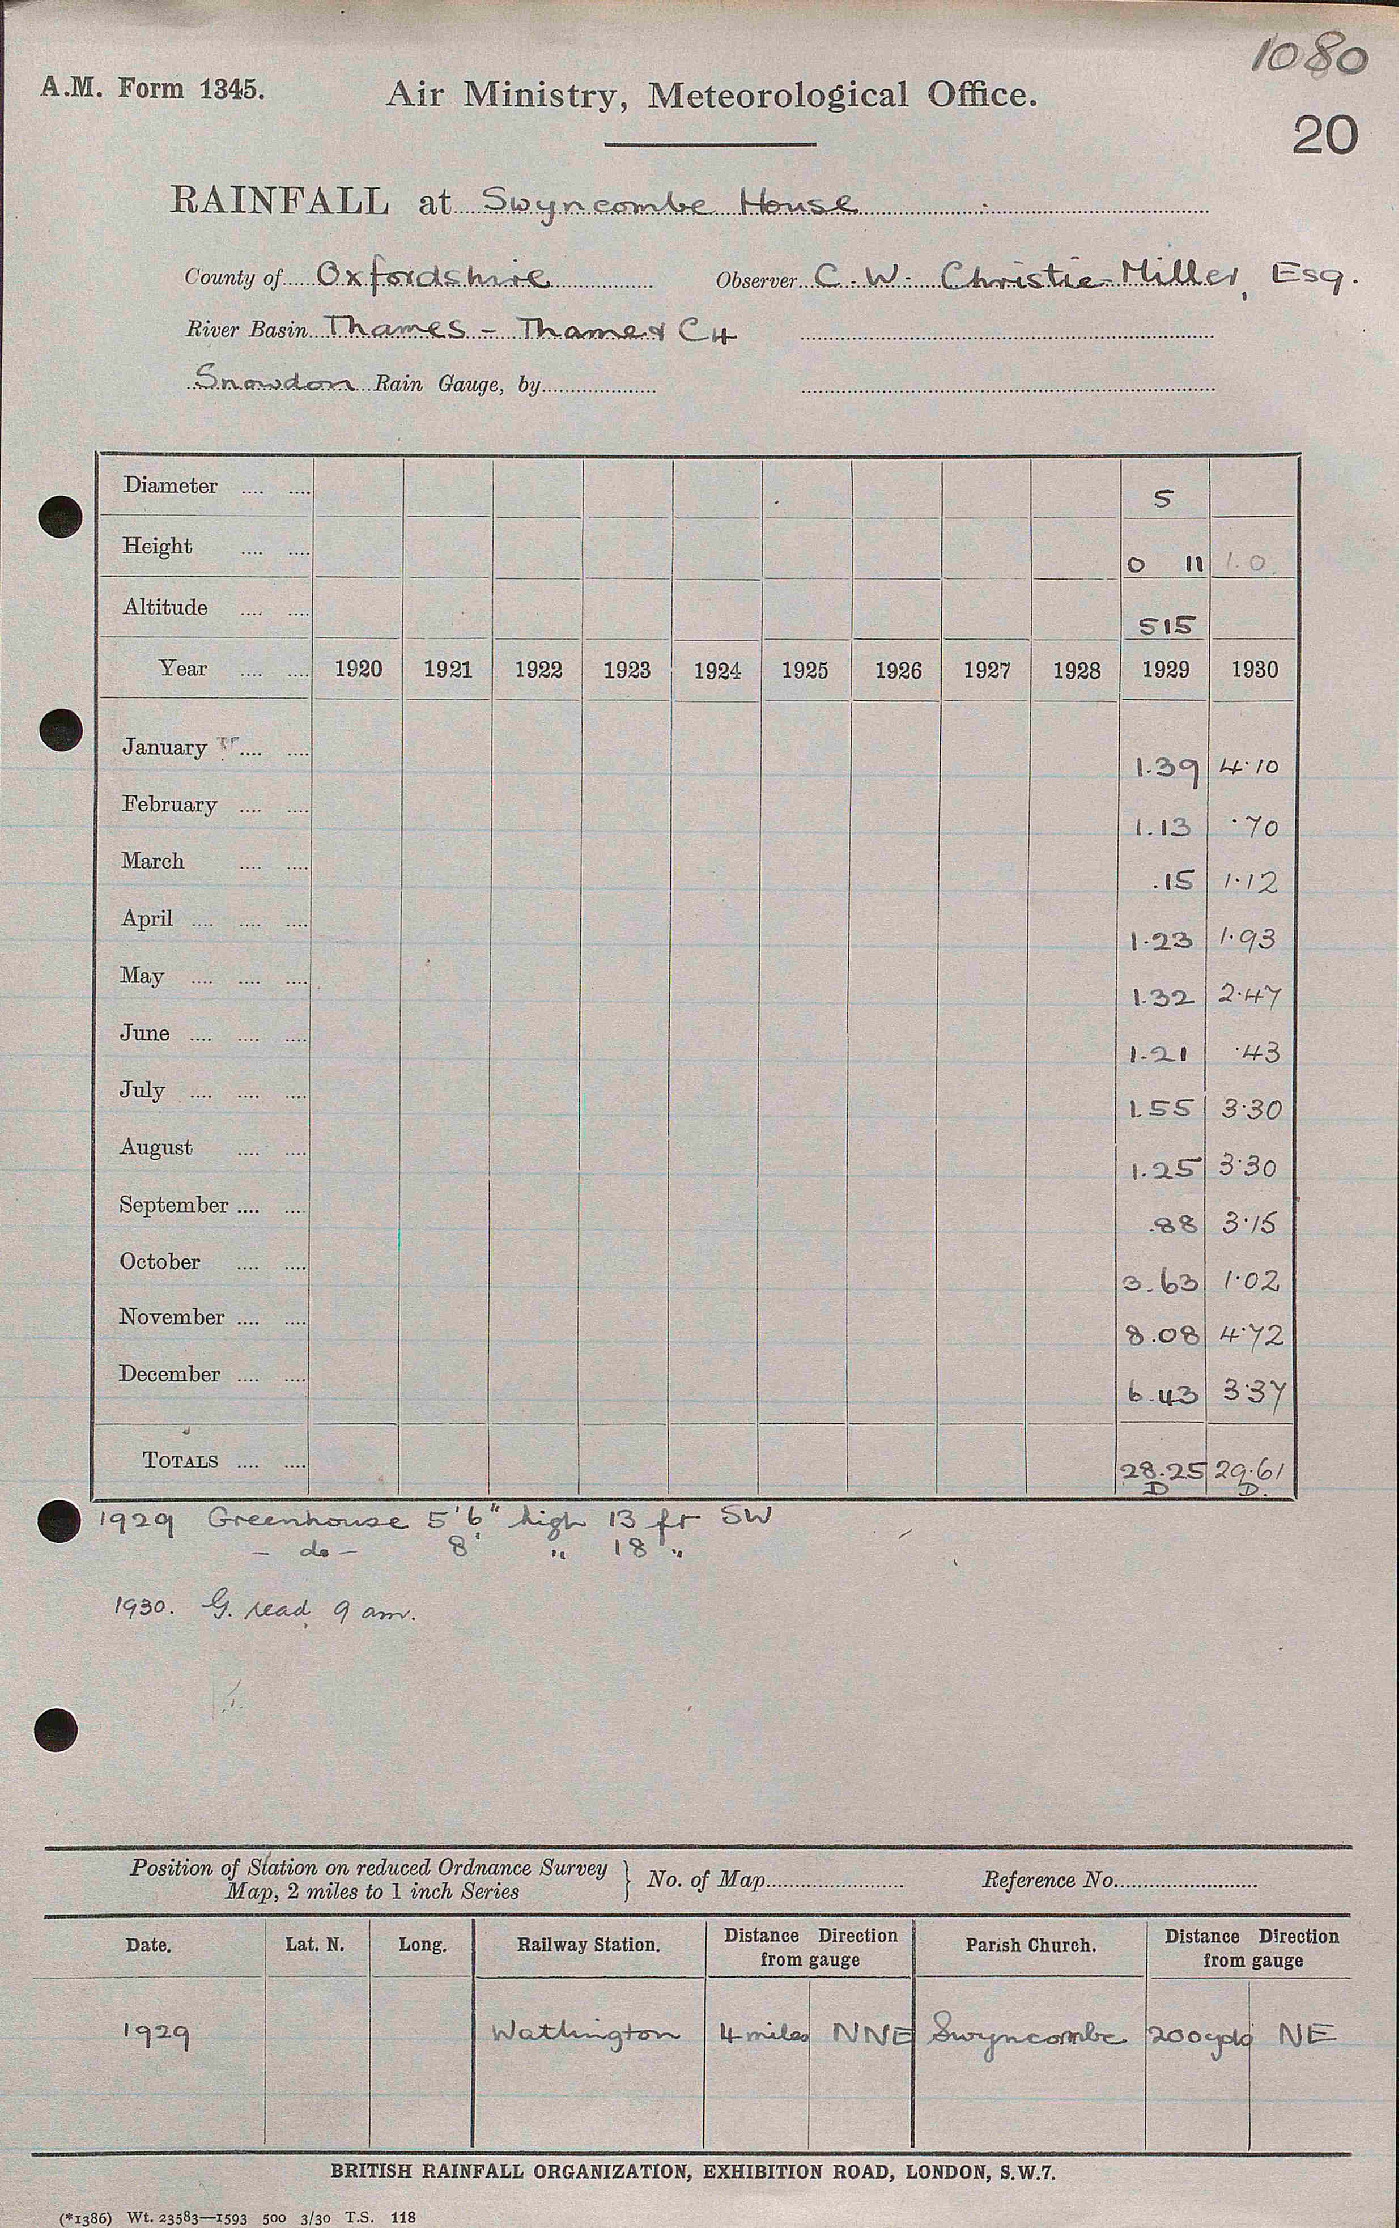 1080
A.M. Form 1345.
Air Ministry, Meteorological Office.
20
RAINFALL at Swyncombe House
County of Oxfordshire Observer C. W. Christie-Miller, Esq.
River Basin Thames - Thame & C4
Snowdon Rain Gauge, by
Diameter 5
Height 0 11 1.0
Altitude 515
Year 1920 1921 1922 1923 1924 1925 1926 1927 1928 1929 1930
January 1.39 4.10
February 1.13 .70
March .15 1.12
April 1.23 1.93
May 1.32 2.47
June 1.21 .43
July 1.55 3.30
August 1.25 3.30
September .88 3.15
October 3.63 1.02
November 8.08 4.72
December 6.43 3.37
TOTALS 28.25 29.61
D D.
1929 Greenhouse 5'6" high 13 ft SW
- do - 8' " 18 "
1930. G. read 9 am.
Position of Station on reduced Ordnance Survey
Map, 2 miles to 1 inch Series } No. of Map Reference No.
Date. Lat. N. Long. Railway Station. Distance Direction from gauge Parish Church. Distance Direction from gauge
1929 Watlington 4 miles NNE Swyncombe 200 yds NE
BRITISH RAINFALL ORGANIZATION, EXHIBITION ROAD, LONDON, S.W.7.
(*1386) Wt. 23583—1593 500 3/30 T.S. 118